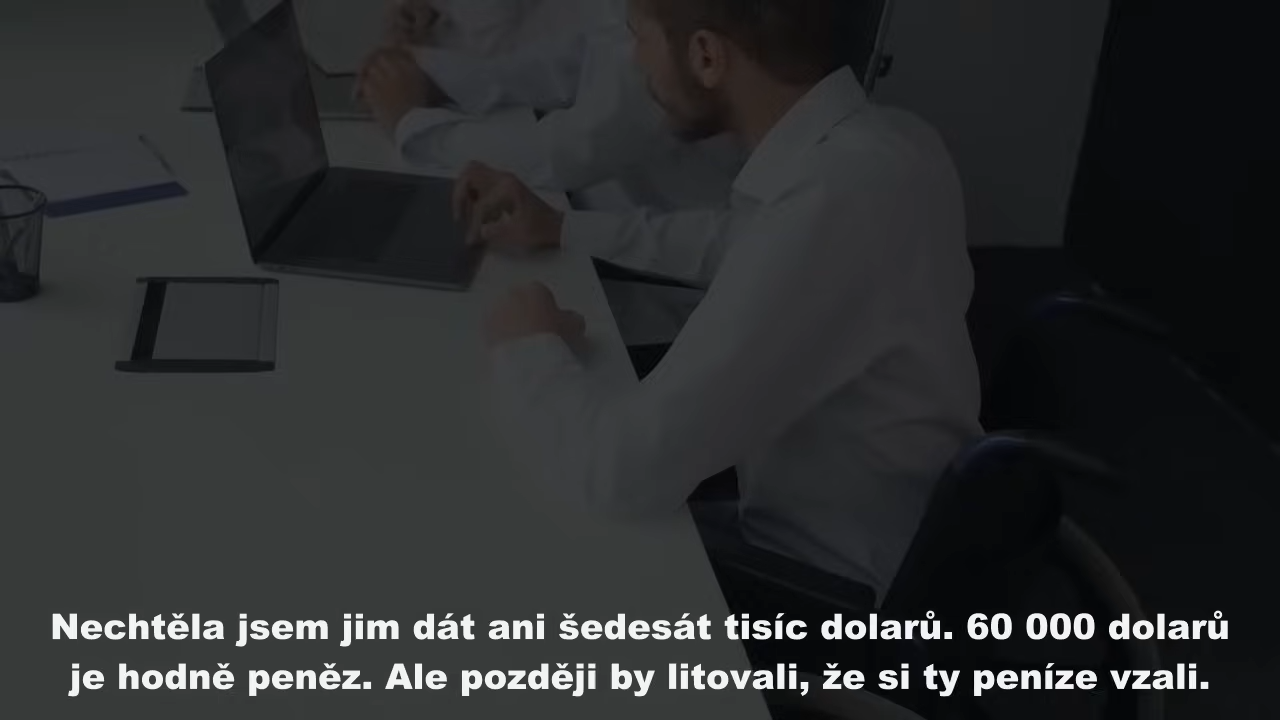 Nechtěla jsem jim dát ani šedesát tisíc dolarů. 60 000 dolarů
je hodně peněz. Ale později by litovali, že si ty peníze vzali.